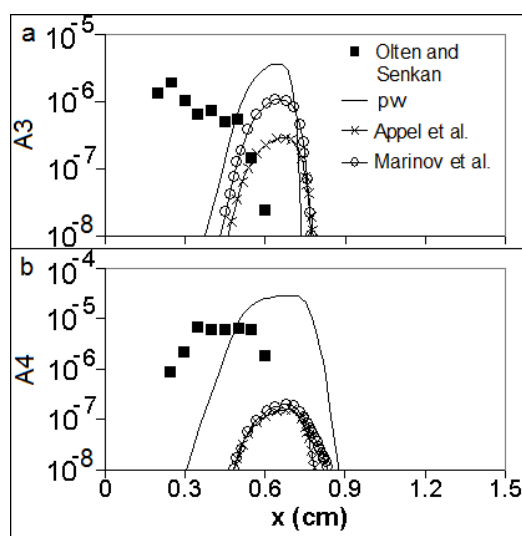 a
10⁻⁵
10⁻⁶
10⁻⁷
10⁻⁸
A3
Olten and
Senkan
pw
Appel et al.
Marinov et al.
b
10⁻⁴
10⁻⁵
10⁻⁶
10⁻⁷
10⁻⁸
A4
0 0.3 0.6 0.9 1.2 1.5
x (cm)